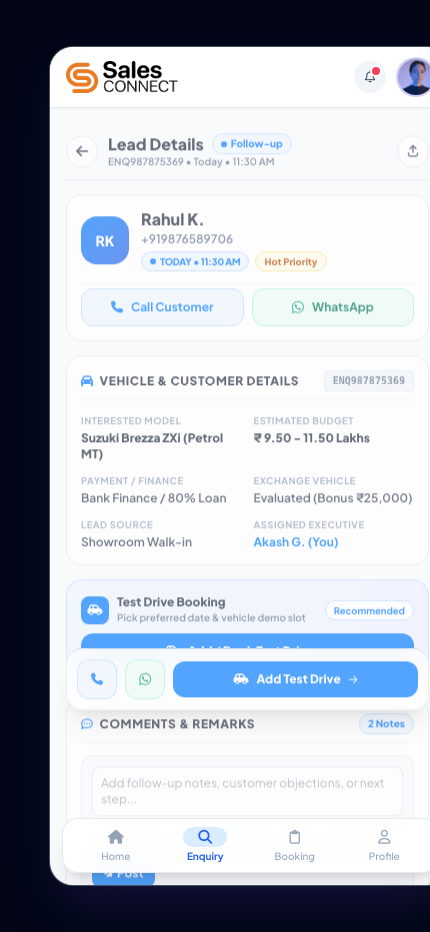 Sales
CONNECT
Lead Details
Follow-up
ENQ987875369 • Today • 11:30 AM
RK
Rahul K.
+919876589706
TODAY • 11:30 AM
Hot Priority
Call Customer
WhatsApp
VEHICLE & CUSTOMER DETAILS
ENQ987875369
INTERESTED MODEL
Suzuki Brezza ZXi (Petrol
MT)
ESTIMATED BUDGET
₹ 9.50 - 11.50 Lakhs
PAYMENT / FINANCE
Bank Finance / 80% Loan
EXCHANGE VEHICLE
Evaluated (Bonus ₹25,000)
LEAD SOURCE
Showroom Walk-in
ASSIGNED EXECUTIVE
Akash G. (You)
Test Drive Booking
Pick preferred date & vehicle demo slot
Recommended
Add Test Drive →
COMMENTS & REMARKS
2 Notes
Add follow-up notes, customer objections, or next
step...
Home
Enquiry
Booking
Profile
Post